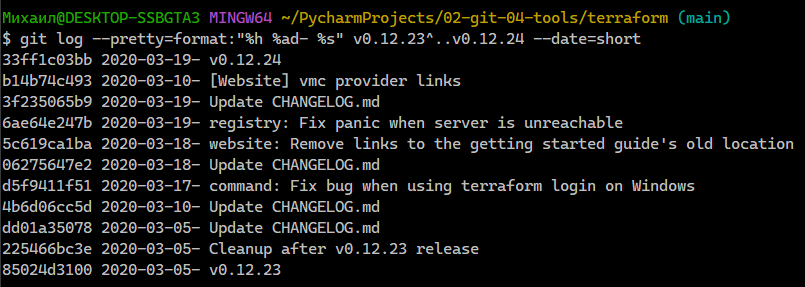 Михаил@DESKTOP-SSBGTA3 MINGW64 ~/PycharmProjects/02-git-04-tools/terraform (main)
$ git log --pretty=format:"%h %ad- %s" v0.12.23^..v0.12.24 --date=short
33ff1c03bb 2020-03-19- v0.12.24
b14b74c493 2020-03-10- [Website] vmc provider links
3f235065b9 2020-03-19- Update CHANGELOG.md
6ae64e247b 2020-03-19- registry: Fix panic when server is unreachable
5c619ca1ba 2020-03-18- website: Remove links to the getting started guide's old location
06275647e2 2020-03-18- Update CHANGELOG.md
d5f9411f51 2020-03-17- command: Fix bug when using terraform login on Windows
4b6d06cc5d 2020-03-10- Update CHANGELOG.md
dd01a35078 2020-03-05- Update CHANGELOG.md
225466bc3e 2020-03-05- Cleanup after v0.12.23 release
85024d3100 2020-03-05- v0.12.23